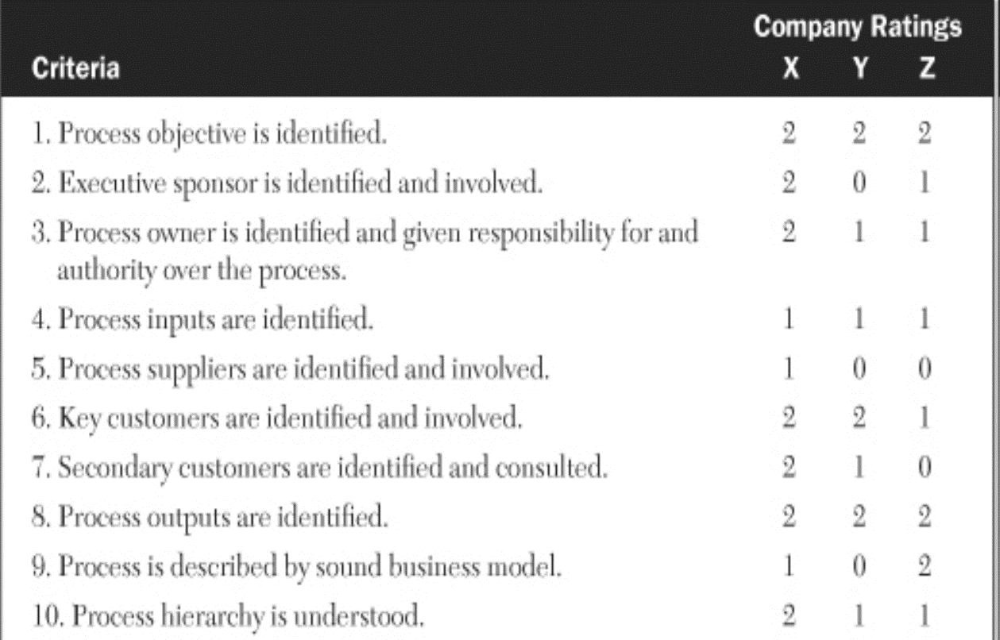 Company Ratings
Criteria X Y Z
1. Process objective is identified. 2 2 2
2. Executive sponsor is identified and involved. 2 0 1
3. Process owner is identified and given responsibility for and 2 1 1
authority over the process.
4. Process inputs are identified. 1 1 1
5. Process suppliers are identified and involved. 1 0 0
6. Key customers are identified and involved. 2 2 1
7. Secondary customers are identified and consulted. 2 1 0
8. Process outputs are identified. 2 2 2
9. Process is described by sound business model. 1 0 2
10. Process hierarchy is understood. 2 1 1